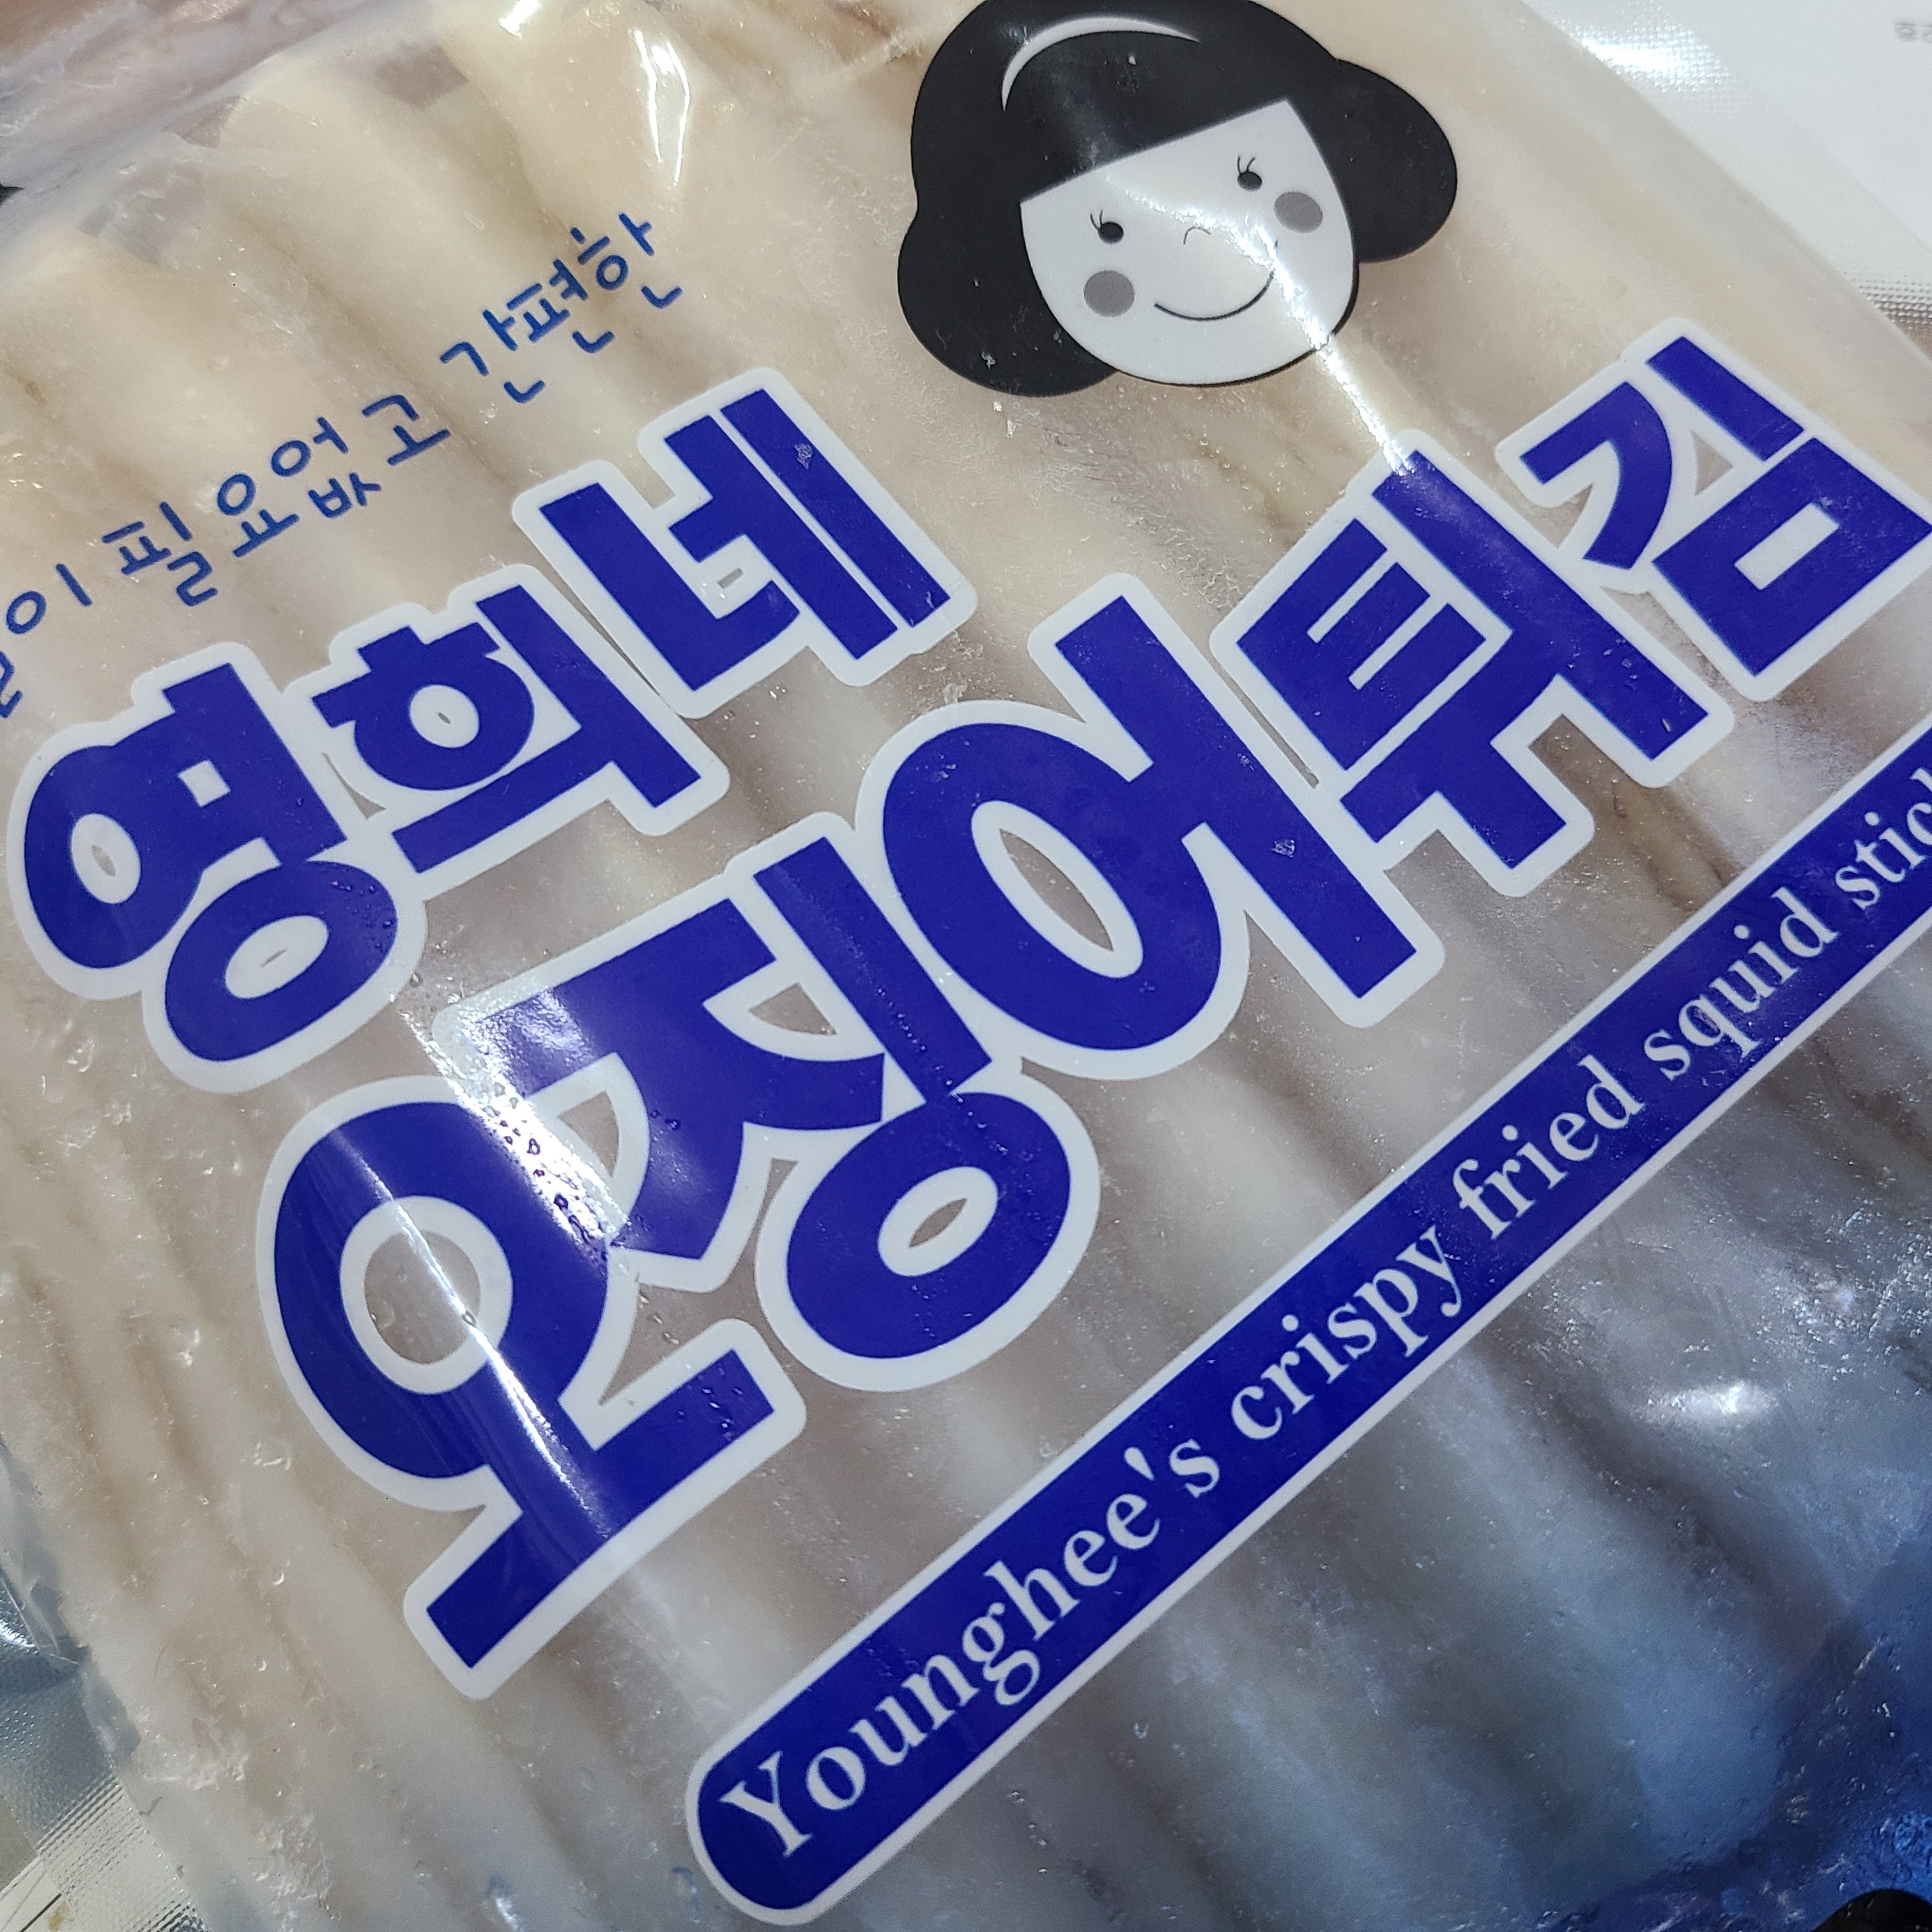 필요없고 간편한
영희네
오징어튀김
Younghee's crispy fried squid